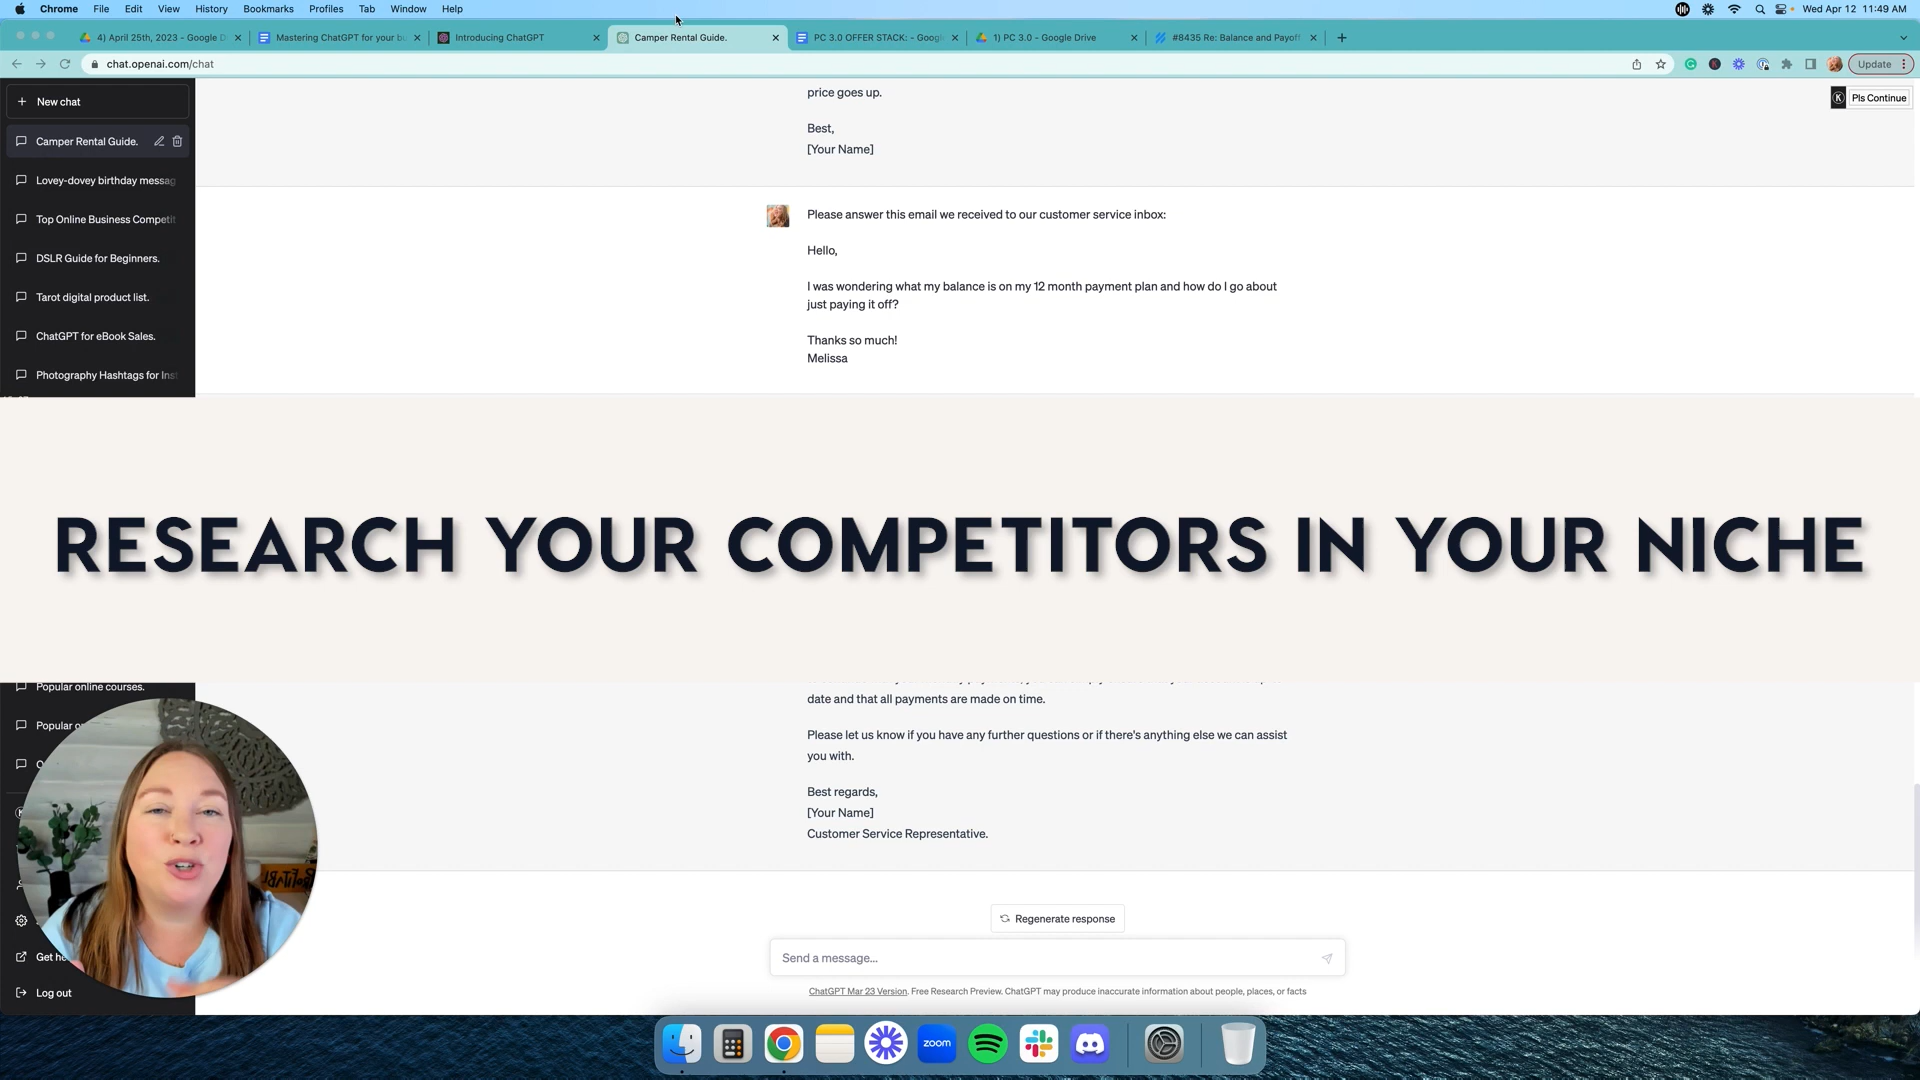 Chrome File Edit View History Bookmarks Profiles Tab Window Help
Wed Apr 12 11:49 AM
4) April 25th, 2023 - Google D
Mastering ChatGPT for your bu
Introducing ChatGPT
Camper Rental Guide.
PC 3.0 OFFER STACK: - Googl
1) PC 3.0 - Google Drive
#8435 Re: Balance and Payoff
chat.openai.com/chat
Update
New chat
Camper Rental Guide.
Lovey-dovey birthday messag
Top Online Business Competit
DSLR Guide for Beginners.
Tarot digital product list.
ChatGPT for eBook Sales.
Photography Hashtags for Ins
Pls Continue
price goes up.
Best,
[Your Name]
Please answer this email we received to our customer service inbox:
Hello,
I was wondering what my balance is on my 12 month payment plan and how do I go about
just paying it off?
Thanks so much!
Melissa
RESEARCH YOUR COMPETITORS IN YOUR NICHE
Popular online courses.
Popular o
Get he
Log out
date and that all payments are made on time.
Please let us know if you have any further questions or if there's anything else we can assist
you with.
Best regards,
[Your Name]
Customer Service Representative.
Regenerate response
Send a message...
ChatGPT Mar 23 Version. Free Research Preview. ChatGPT may produce inaccurate information about people, places, or facts
zoom